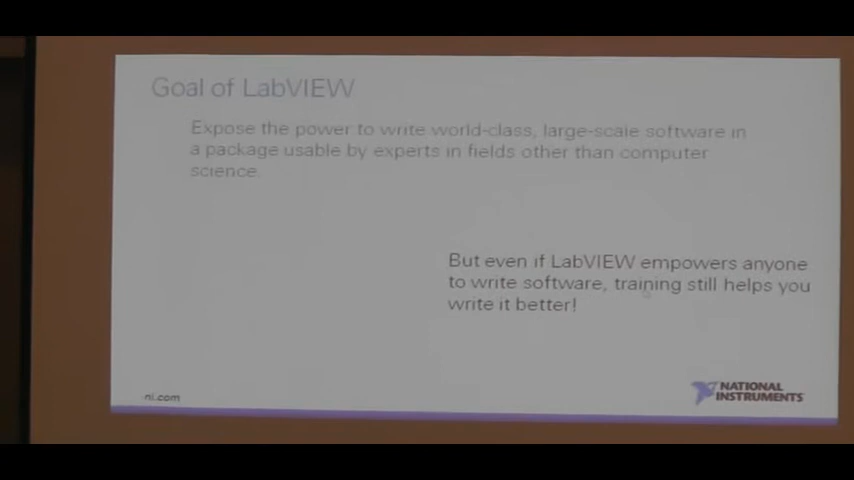 Goal of LabVIEW
Expose the power to write world-class, large-scale software in
a package usable by experts in fields other than computer
science.
But even if LabVIEW empowers anyone
to write software, training still helps you
write it better!
ni.com
NATIONAL
INSTRUMENTS